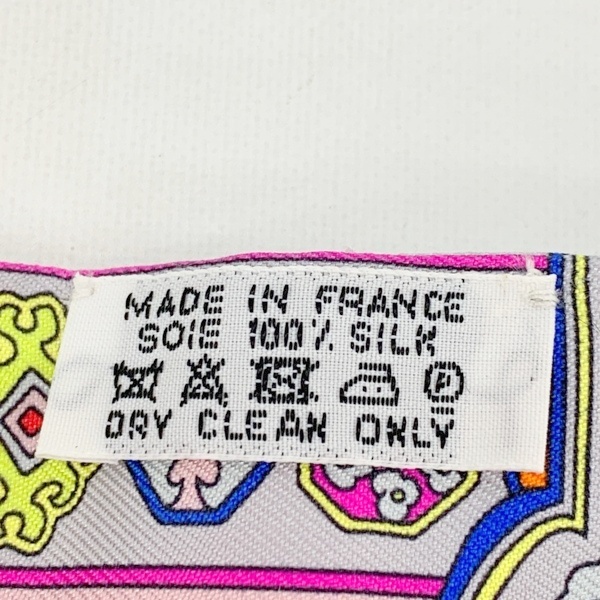 MADE IN FRANCE
SOIE 100% SILK
P
DRY CLEAN ONLY